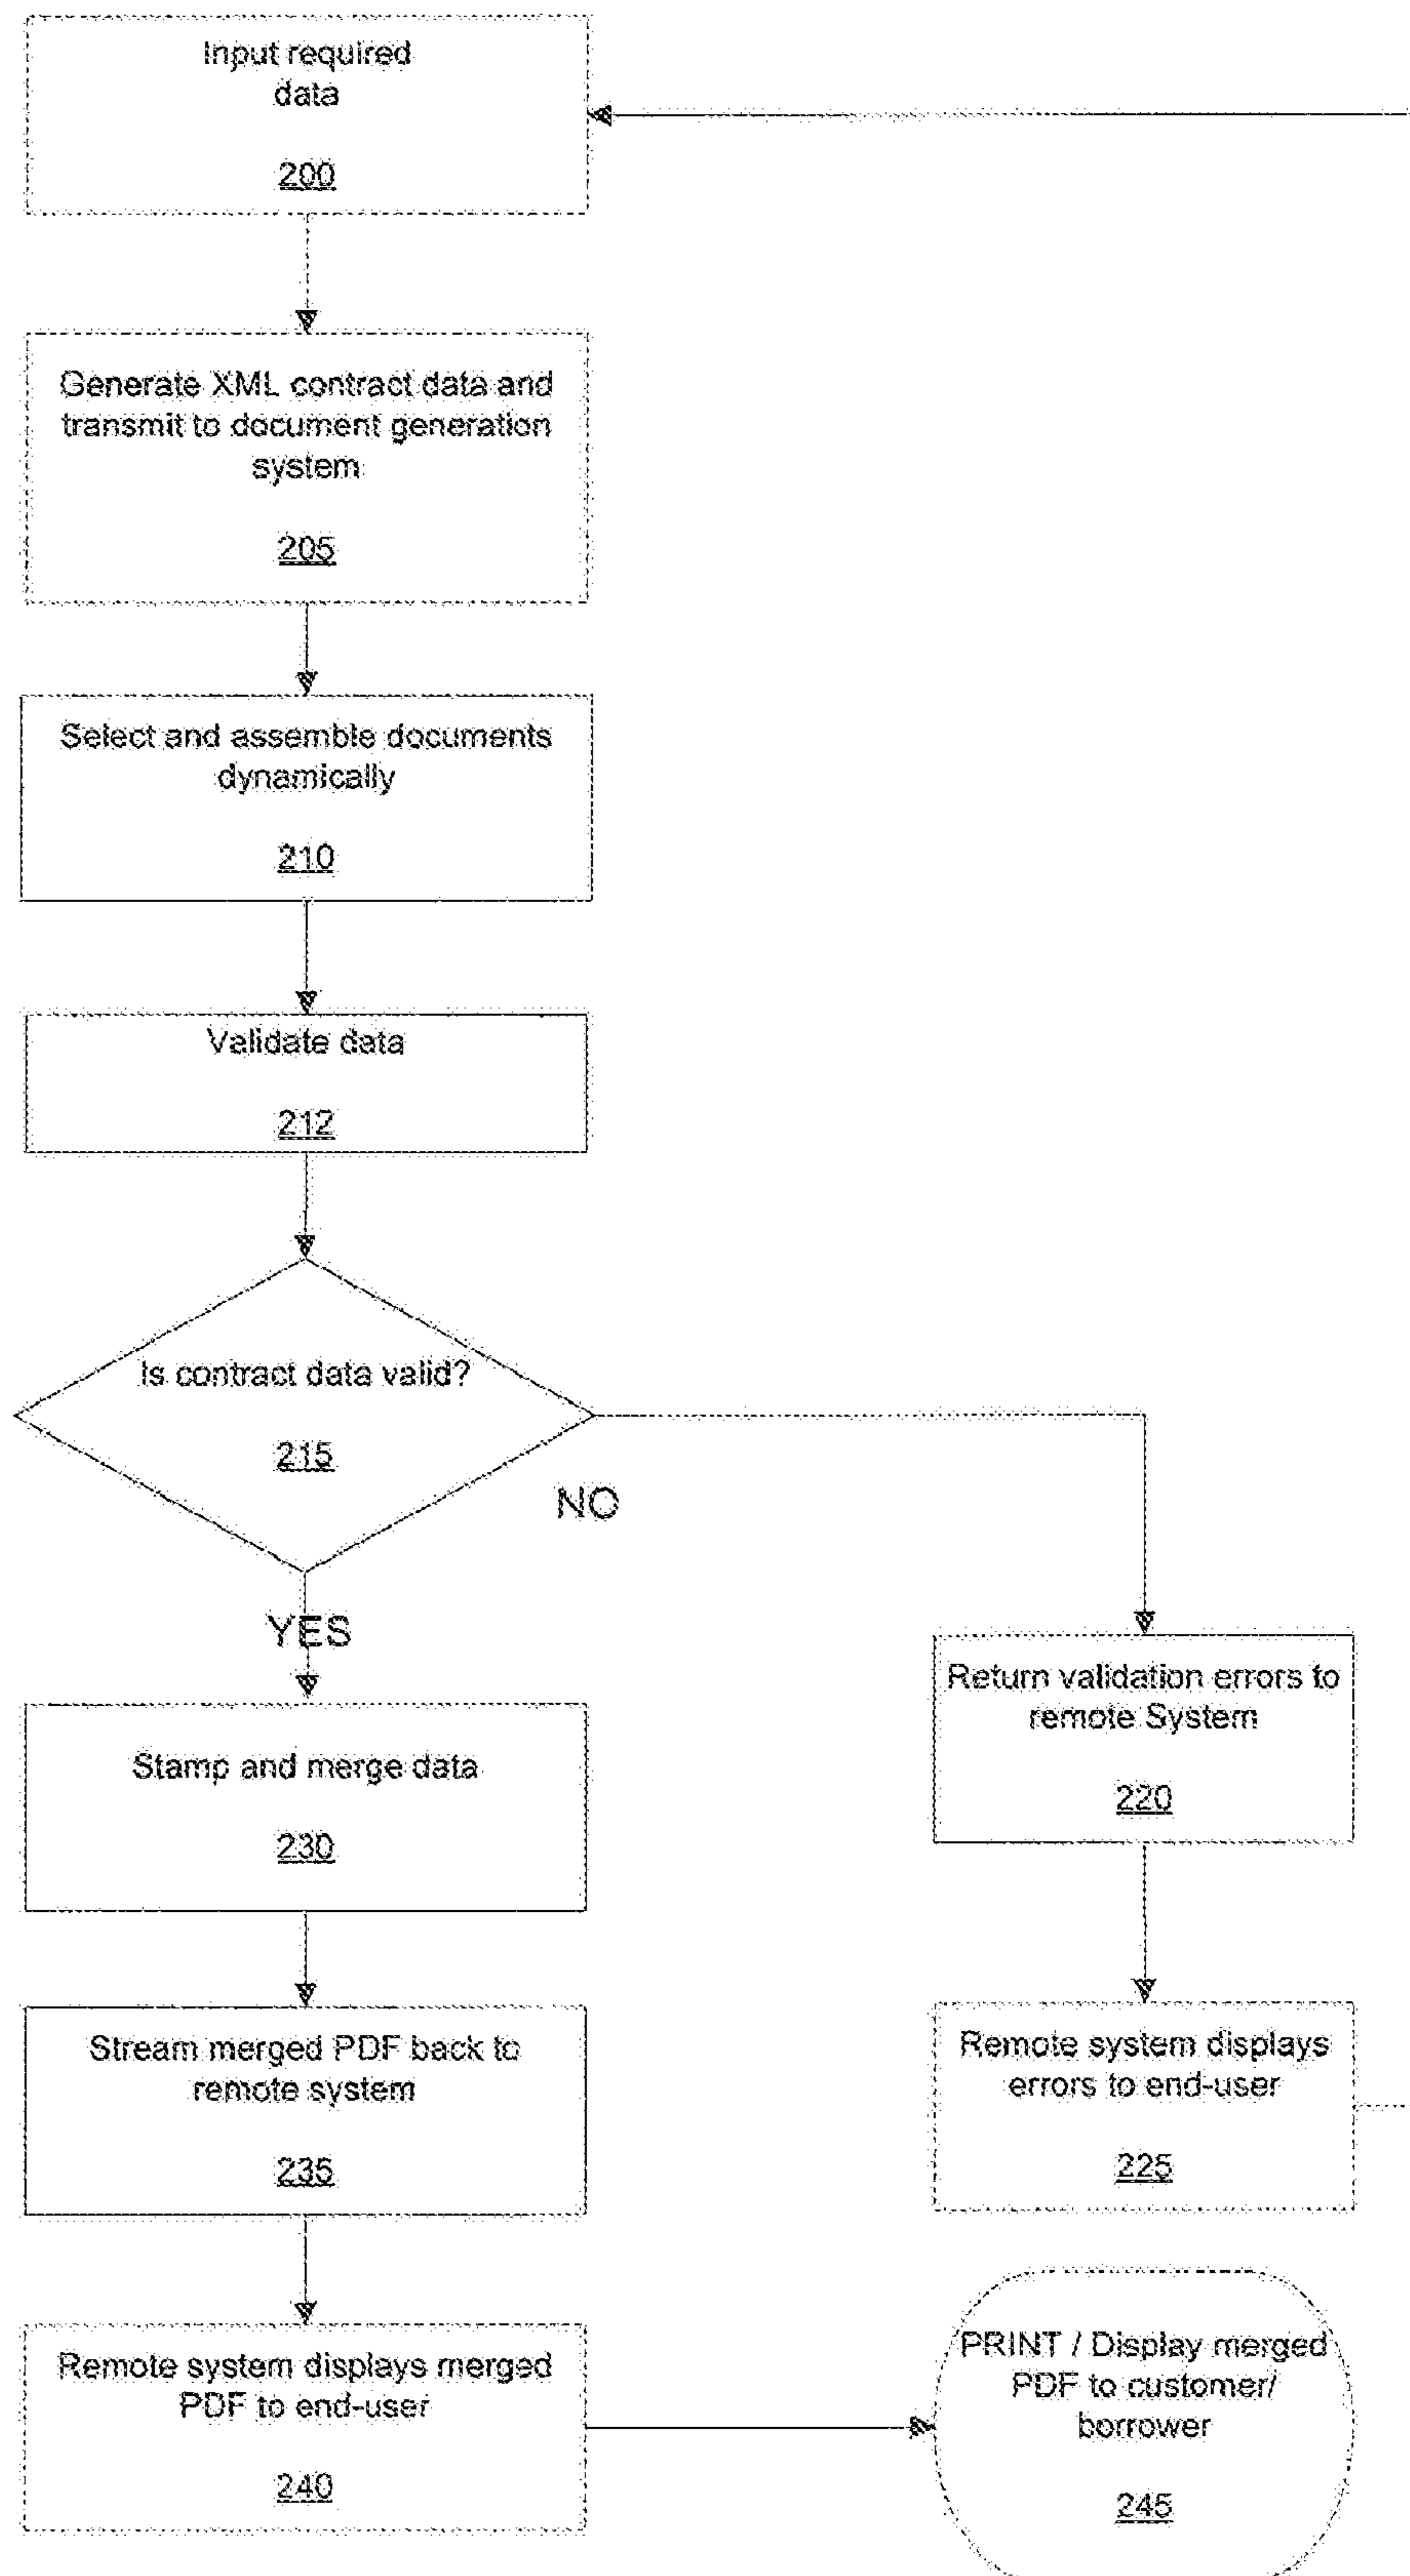 Input required
data
200
Generate XML contract data and
transmit to document generation
system
205
Select and assemble documents
dynamically
210
Validate data
212
Is contract data valid?
215
NO
YES
Stamp and merge data
230
Return validation errors to
remote System
220
Stream merged PDF back to
remote system
235
Remote system displays
errors to end-user
225
Remote system displays merged
PDF to end-user
240
PRINT / Display merged
PDF to customer/
borrower
245